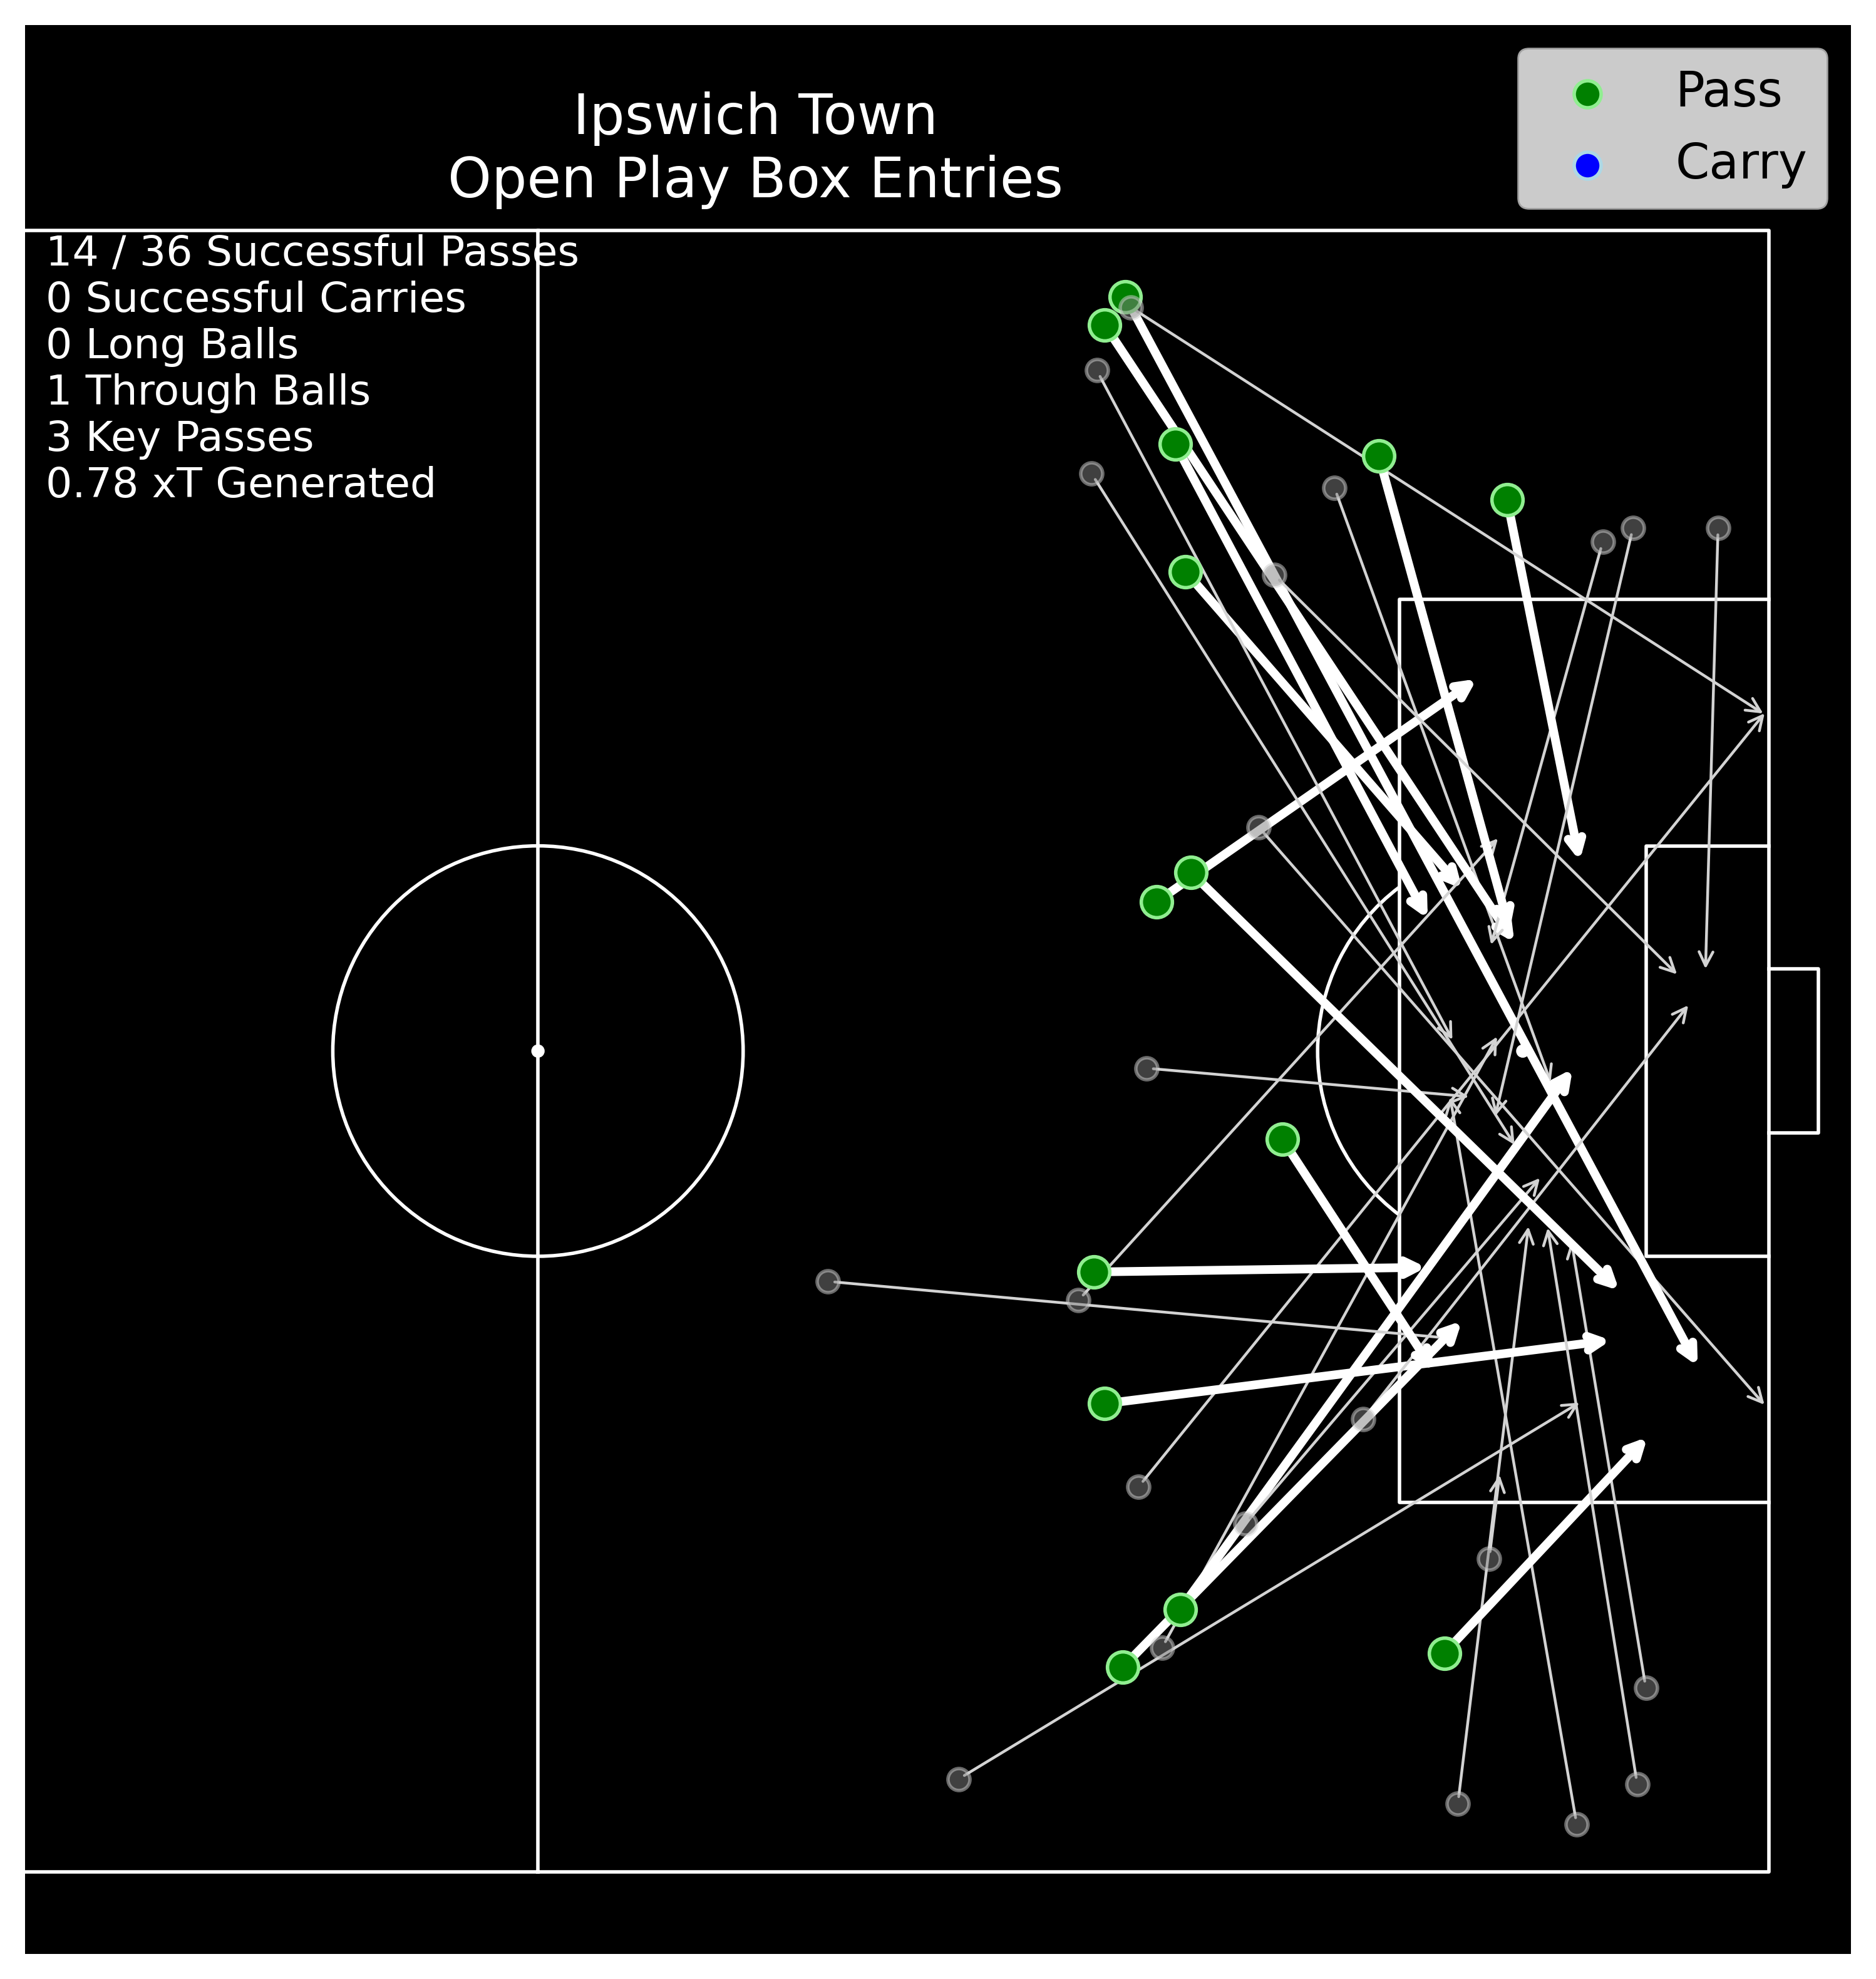 Ipswich Town
Open Play Box Entries
Pass
Carry
14 / 36 Successful Passes
0 Successful Carries
0 Long Balls
1 Through Balls
3 Key Passes
0.78 xT Generated